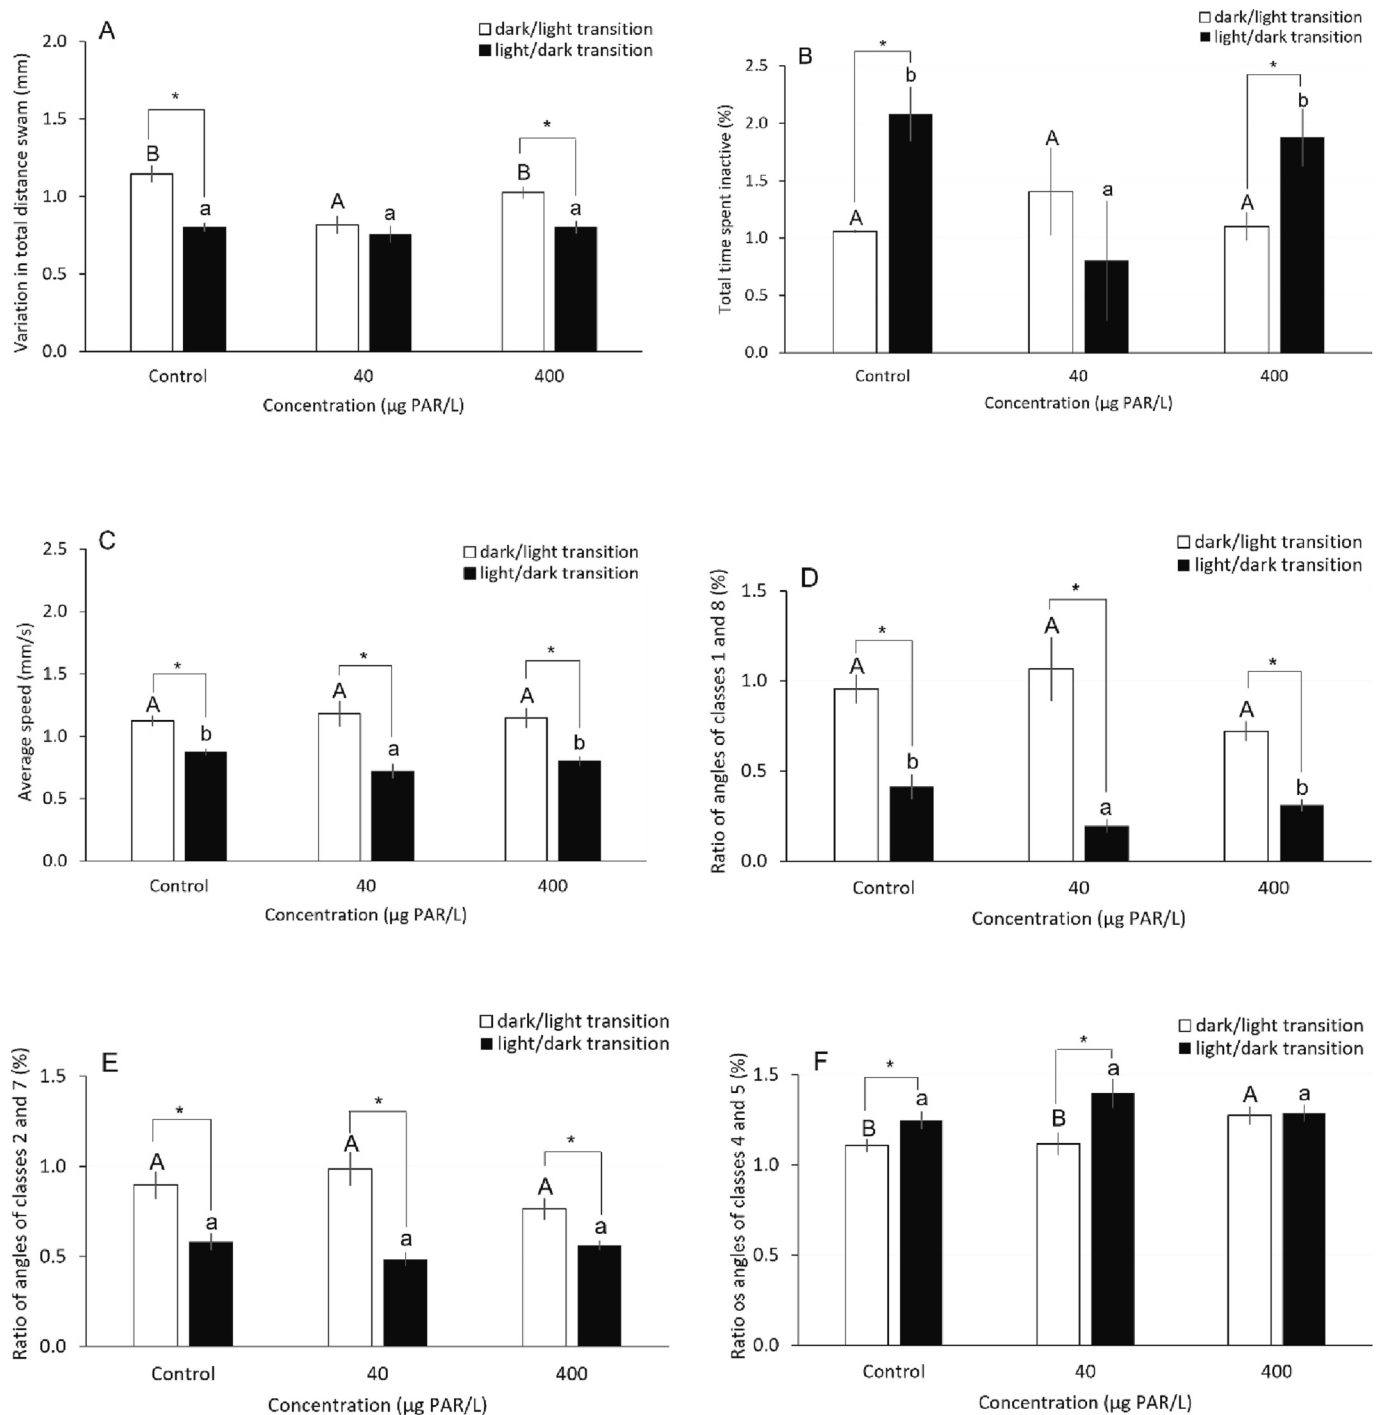 A
dark/light transition
light/dark transition
Variation in total distance swam (mm)
2.0
1.5
1.0
0.5
0.0
*
*
B
a
A
a
B
a
Control
40
400
Concentration (µg PAR/L)
B
dark/light transition
light/dark transition
Total time spent inactive (%)
2.5
2.0
1.5
1.0
0.5
0.0
*
*
A
b
A
a
A
b
Control
40
400
Concentration (µg PAR/L)
C
dark/light transition
light/dark transition
Average speed (mm/s)
2.5
2.0
1.5
1.0
0.5
0.0
*
*
*
A
b
A
a
A
b
Control
40
400
Concentration (µg PAR/L)
D
dark/light transition
light/dark transition
Ratio of angles of classes 1 and 8 (%)
1.5
1.0
0.5
0.0
*
*
*
A
b
A
a
A
b
Control
40
400
Concentration (µg PAR/L)
E
dark/light transition
light/dark transition
Ratio of angles of classes 2 and 7 (%)
1.5
1.0
0.5
0.0
*
*
*
A
a
A
a
A
a
Control
40
400
Concentration (µg PAR/L)
F
dark/light transition
light/dark transition
Ratio os angles of classes 4 and 5 (%)
1.5
1.0
0.5
0.0
*
*
B
a
B
a
A
a
Control
40
400
Concentration (µg PAR/L)